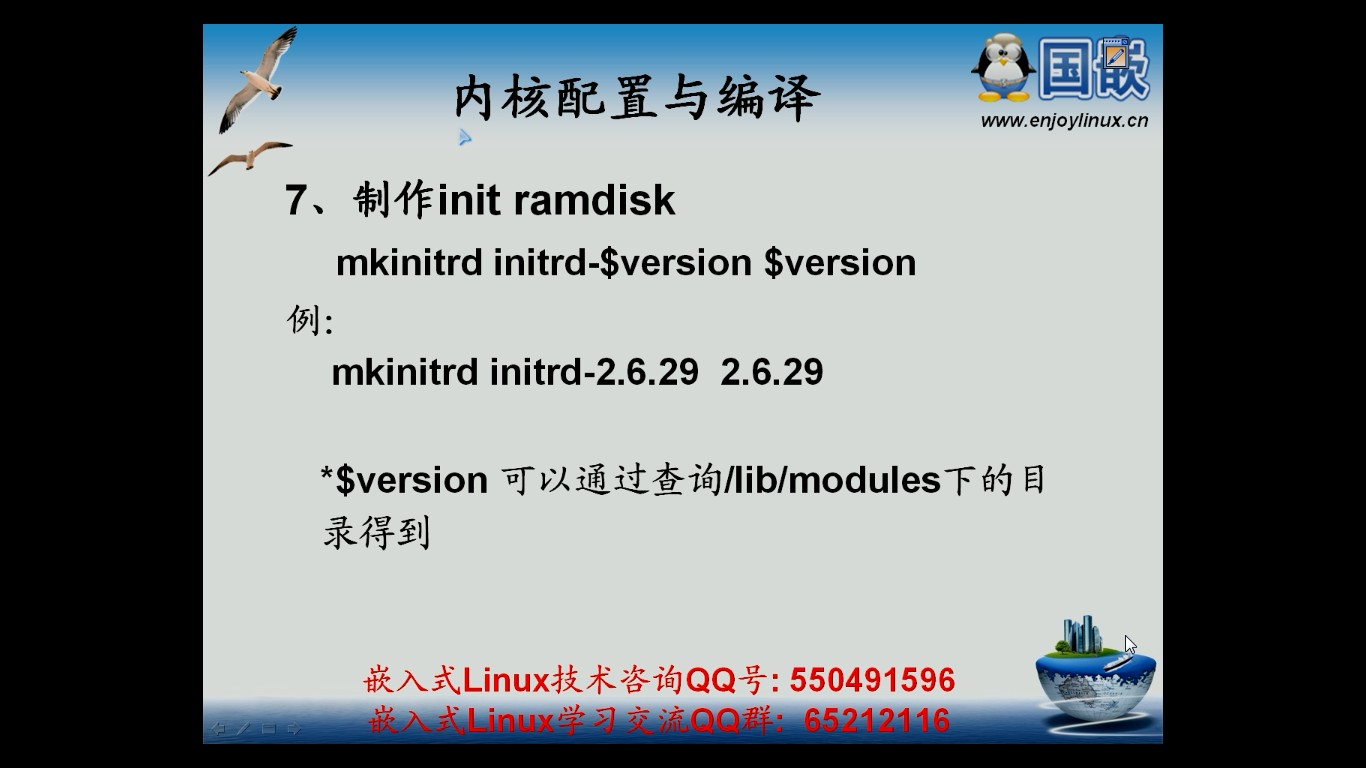 内核配置与编译
国嵌
www.enjoylinux.cn
7、制作init ramdisk
mkinitrd initrd-$version $version
例:
mkinitrd initrd-2.6.29 2.6.29
*$version 可以通过查询/lib/modules下的目
录得到
嵌入式Linux技术咨询QQ号: 550491596
嵌入式Linux学习交流QQ群: 65212116